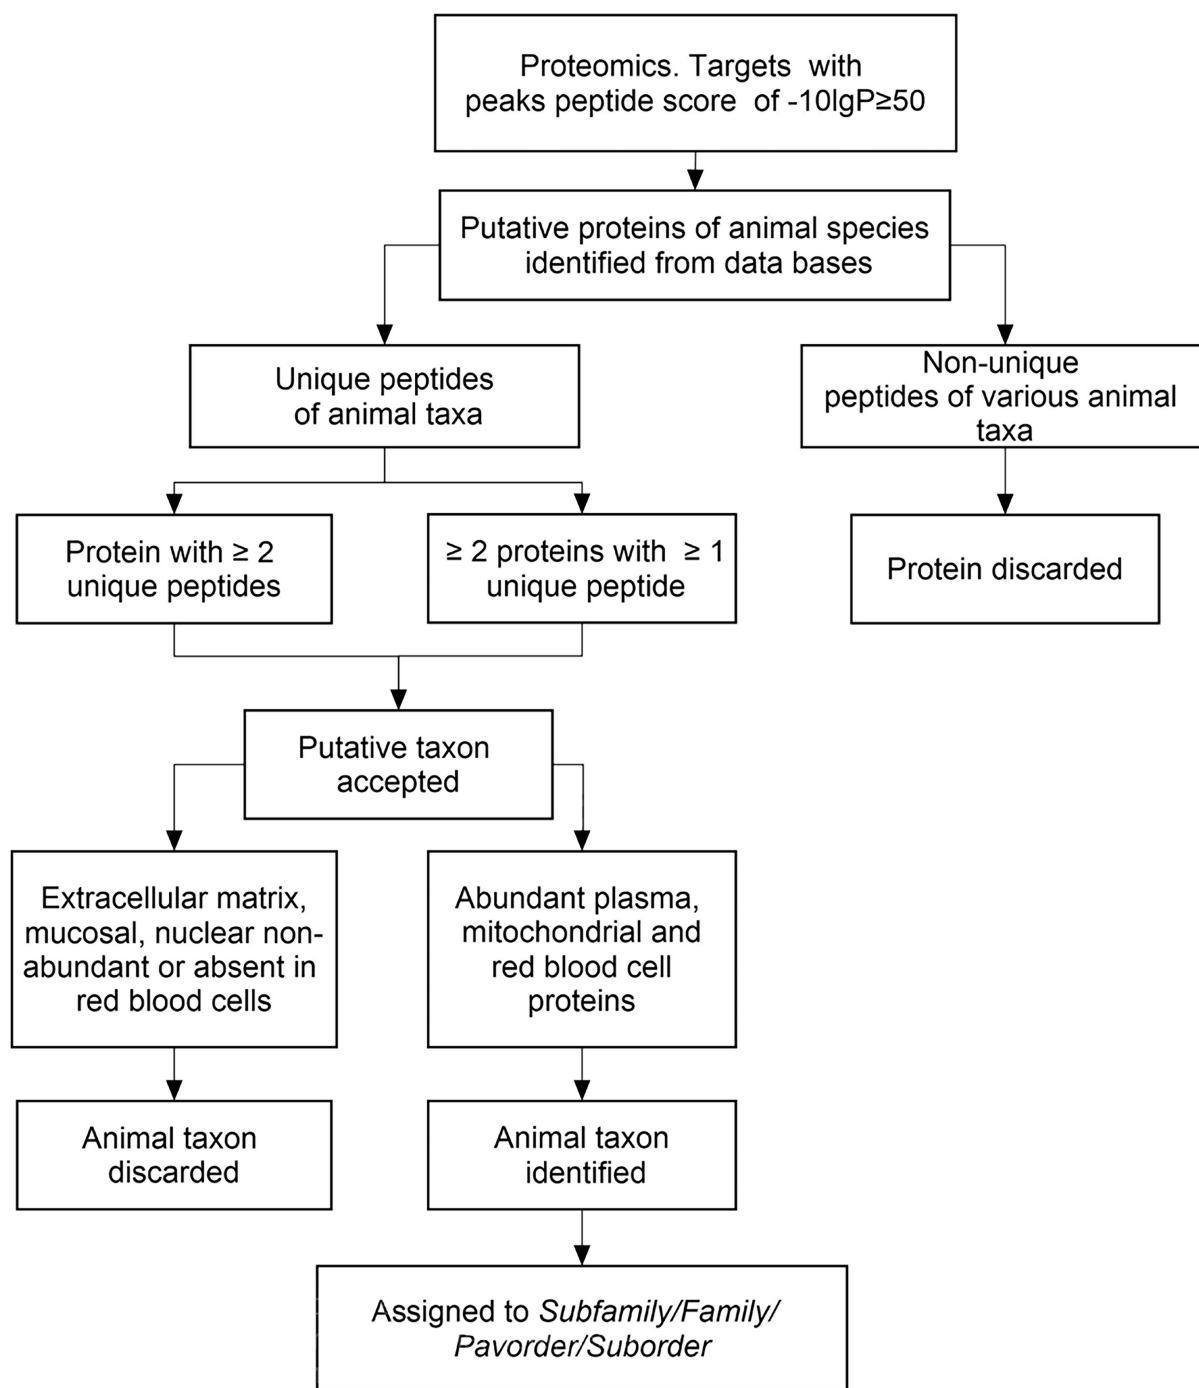 Proteomics. Targets with
peaks peptide score of -10lgP≥50
Putative proteins of animal species
identified from data bases
Unique peptides
of animal taxa
Non-unique
peptides of various animal
taxa
Protein with ≥ 2
unique peptides
≥ 2 proteins with ≥ 1
unique peptide
Protein discarded
Putative taxon
accepted
Extracellular matrix,
mucosal, nuclear non-
abundant or absent in
red blood cells
Abundant plasma,
mitochondrial and
red blood cell
proteins
Animal taxon
discarded
Animal taxon
identified
Assigned to Subfamily/Family/
Pavorder/Suborder